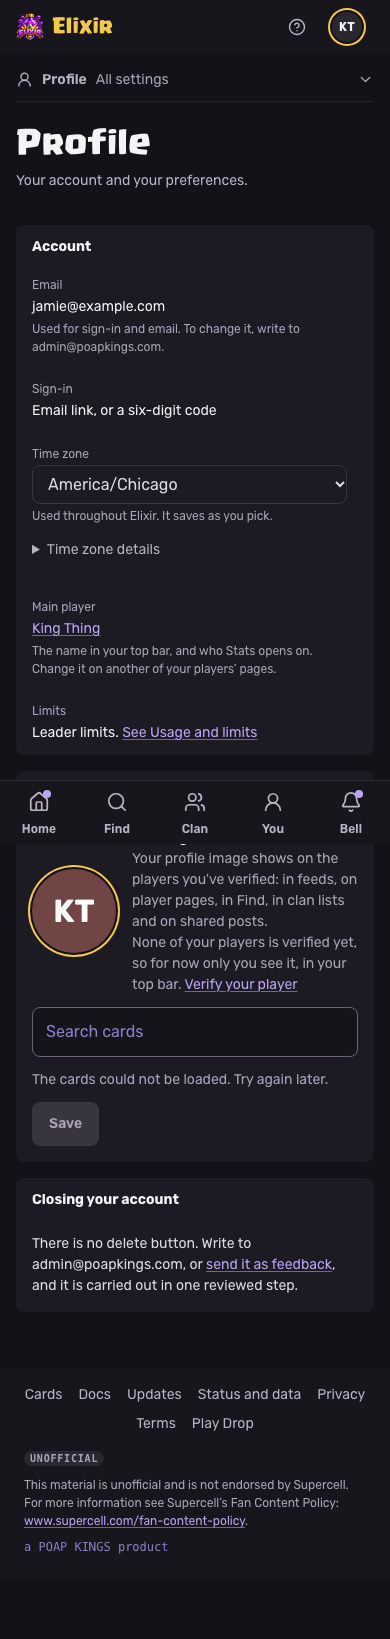 Elixir
KT
Profile All settings
Profile
Your account and your preferences.
Account
Email
jamie@example.com
Used for sign-in and email. To change it, write to
admin@poapkings.com.
Sign-in
Email link, or a six-digit code
Time zone
America/Chicago
Used throughout Elixir. It saves as you pick.
Time zone details
Main player
King Thing
The name in your top bar, and who Stats opens on.
Change it on another of your players' pages.
Limits
Leader limits. See Usage and limits
Home Find Clan You Bell
KT
Your profile image shows on the
players you've verified: in feeds, on
player pages, in Find, in clan lists
and on shared posts.
None of your players is verified yet,
so for now only you see it, in your
top bar. Verify your player
Search cards
The cards could not be loaded. Try again later.
Save
Closing your account
There is no delete button. Write to
admin@poapkings.com, or send it as feedback,
and it is carried out in one reviewed step.
Cards Docs Updates Status and data Privacy
Terms Play Drop
UNOFFICIAL
This material is unofficial and is not endorsed by Supercell.
For more information see Supercell's Fan Content Policy:
www.supercell.com/fan-content-policy.
a POAP KINGS product